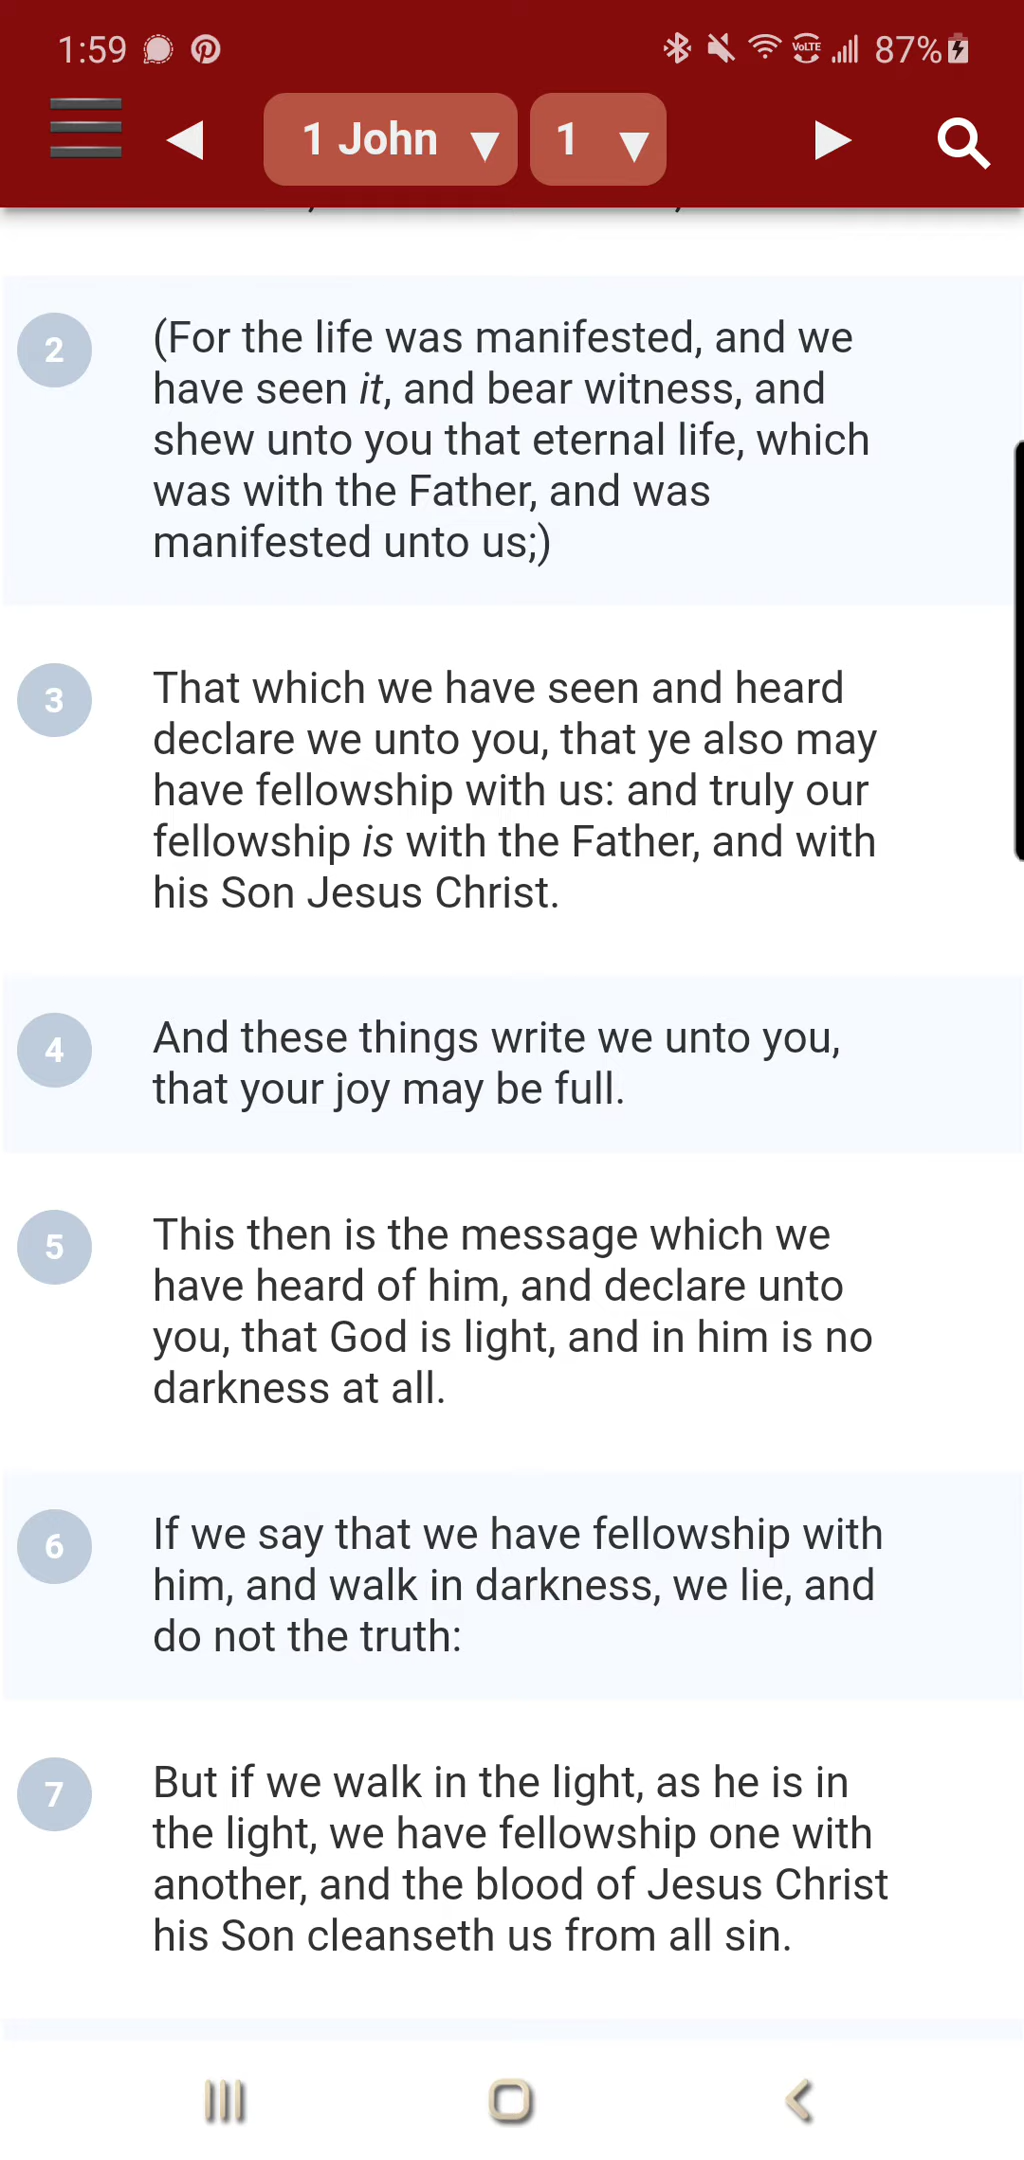 1:59
VoLTE
87%
1 John ▼
1 ▼
2
(For the life was manifested, and we
have seen it, and bear witness, and
shew unto you that eternal life, which
was with the Father, and was
manifested unto us;)
3
That which we have seen and heard
declare we unto you, that ye also may
have fellowship with us: and truly our
fellowship is with the Father, and with
his Son Jesus Christ.
4
And these things write we unto you,
that your joy may be full.
5
This then is the message which we
have heard of him, and declare unto
you, that God is light, and in him is no
darkness at all.
6
If we say that we have fellowship with
him, and walk in darkness, we lie, and
do not the truth:
7
But if we walk in the light, as he is in
the light, we have fellowship one with
another, and the blood of Jesus Christ
his Son cleanseth us from all sin.